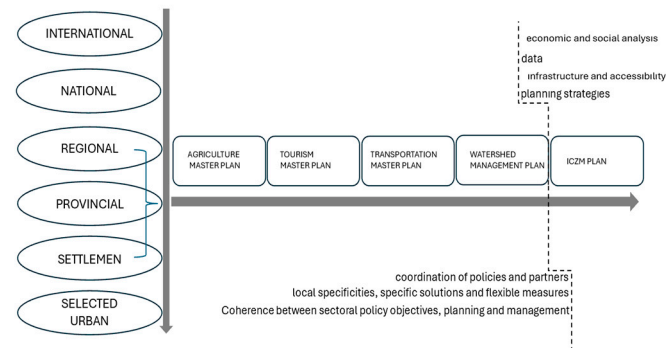 INTERNATIONAL
NATIONAL
REGIONAL
PROVINCIAL
SETTLEMEN
SELECTED
URBAN
AGRICULTURE
MASTER PLAN
TOURISM
MASTER PLAN
TRANSPORTATION
MASTER PLAN
WATERSHED
MANAGEMENT PLAN
ICZM PLAN
economic and social analysis
data
infrastructure and accessibility
planning strategies
coordination of policies and partners
local specificities, specific solutions and flexible measures
Coherence between sectoral policy objectives, planning and management